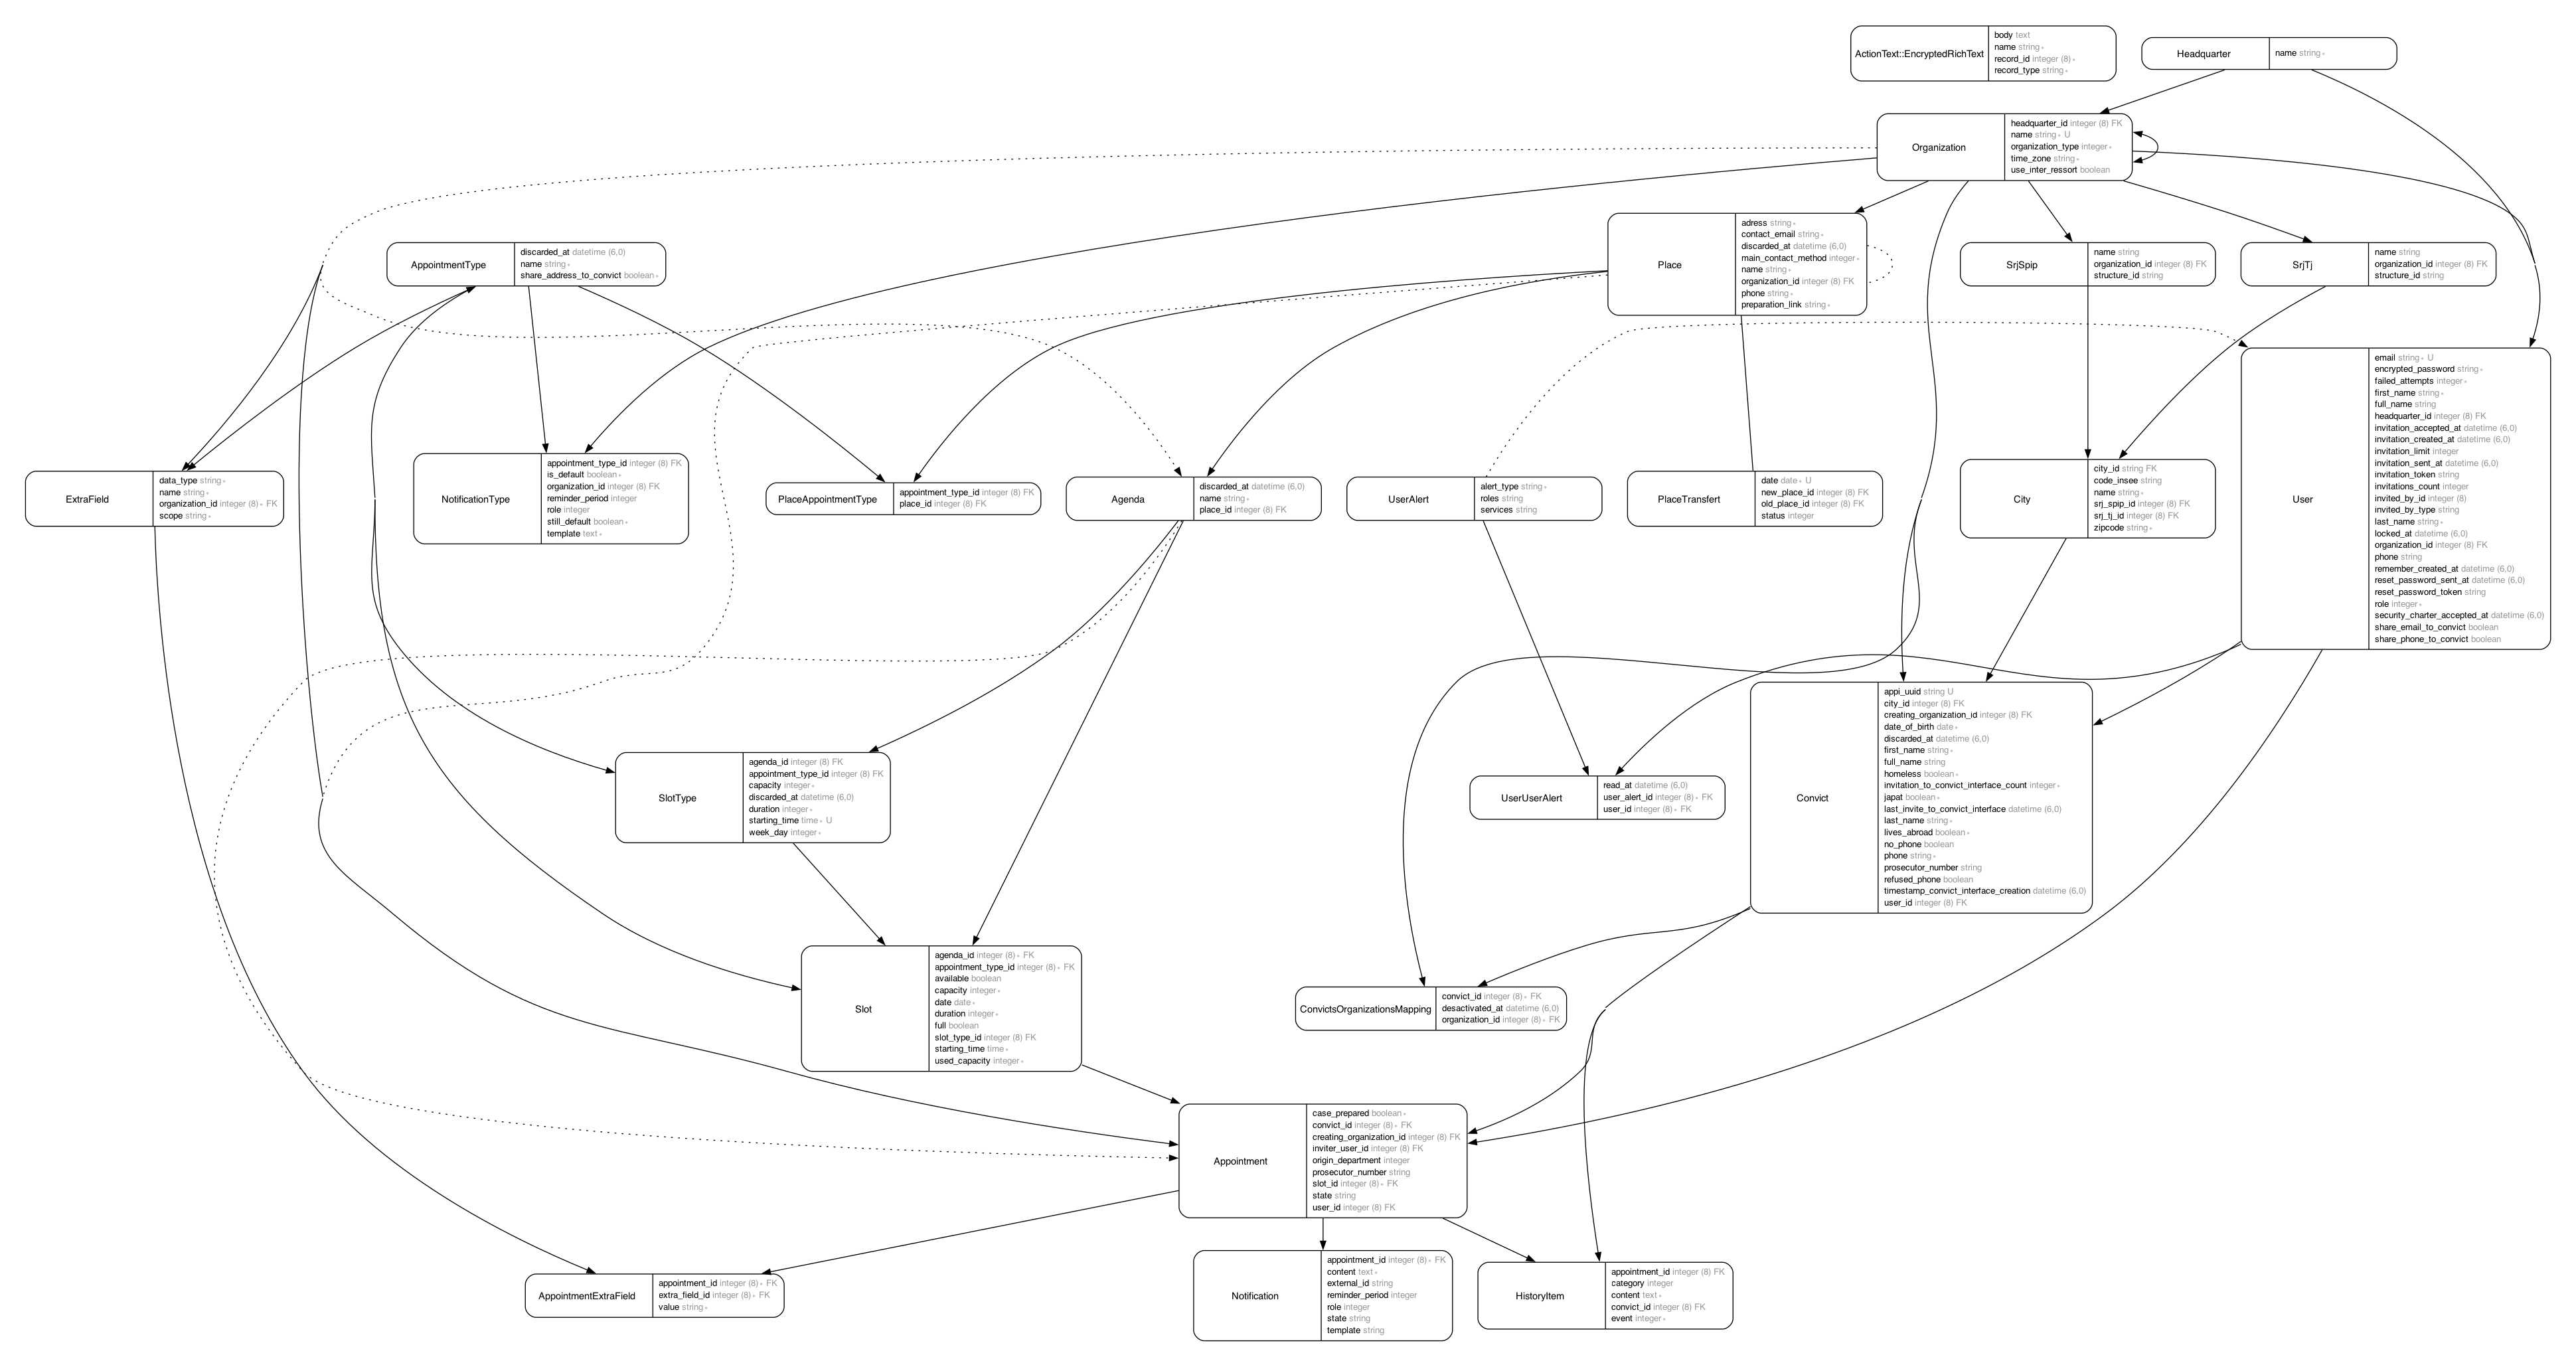 ActionText::EncryptedRichText
body text
name string∗
record_id integer (8)∗
record_type string∗
Headquarter
name string∗
Organization
headquarter_id integer (8) FK
name string∗ U
organization_type integer∗
time_zone string∗
use_inter_ressort boolean
Place
adress string∗
contact_email string∗
discarded_at datetime (6,0)
main_contact_method integer∗
name string∗
organization_id integer (8) FK
phone string∗
preparation_link string∗
AppointmentType
discarded_at datetime (6,0)
name string∗
share_address_to_convict boolean∗
SrjSpip
name string
organization_id integer (8) FK
structure_id string
SrjTj
name string
organization_id integer (8) FK
structure_id string
ExtraField
data_type string∗
name string∗
organization_id integer (8)∗ FK
scope string∗
NotificationType
appointment_type_id integer (8) FK
is_default boolean∗
organization_id integer (8) FK
reminder_period integer
role integer
still_default boolean∗
template text∗
PlaceAppointmentType
appointment_type_id integer (8) FK
place_id integer (8) FK
Agenda
discarded_at datetime (6,0)
name string∗
place_id integer (8) FK
UserAlert
alert_type string∗
roles string
services string
PlaceTransfert
date date∗ U
new_place_id integer (8) FK
old_place_id integer (8) FK
status integer
City
city_id string FK
code_insee string
name string∗
srj_spip_id integer (8) FK
srj_tj_id integer (8) FK
zipcode string∗
User
email string∗ U
encrypted_password string∗
failed_attempts integer∗
first_name string∗
full_name string
headquarter_id integer (8) FK
invitation_accepted_at datetime (6,0)
invitation_created_at datetime (6,0)
invitation_limit integer
invitation_sent_at datetime (6,0)
invitation_token string
invitations_count integer
invited_by_id integer (8)
invited_by_type string
last_name string∗
locked_at datetime (6,0)
organization_id integer (8) FK
phone string
remember_created_at datetime (6,0)
reset_password_sent_at datetime (6,0)
reset_password_token string
role integer∗
security_charter_accepted_at datetime (6,0)
share_email_to_convict boolean
share_phone_to_convict boolean
SlotType
agenda_id integer (8) FK
appointment_type_id integer (8) FK
capacity integer∗
discarded_at datetime (6,0)
duration integer∗
starting_time time∗ U
week_day integer∗
UserUserAlert
read_at datetime (6,0)
user_alert_id integer (8)∗ FK
user_id integer (8)∗ FK
Convict
appi_uuid string U
city_id integer (8) FK
creating_organization_id integer (8) FK
date_of_birth date∗
discarded_at datetime (6,0)
first_name string∗
full_name string
homeless boolean∗
invitation_to_convict_interface_count integer∗
japat boolean∗
last_invite_to_convict_interface datetime (6,0)
last_name string∗
lives_abroad boolean∗
no_phone boolean
phone string∗
prosecutor_number string
refused_phone boolean
timestamp_convict_interface_creation datetime (6,0)
user_id integer (8) FK
Slot
agenda_id integer (8)∗ FK
appointment_type_id integer (8)∗ FK
available boolean
capacity integer∗
date date∗
duration integer∗
full boolean
slot_type_id integer (8) FK
starting_time time∗
used_capacity integer∗
ConvictsOrganizationsMapping
convict_id integer (8)∗ FK
desactivated_at datetime (6,0)
organization_id integer (8)∗ FK
Appointment
case_prepared boolean∗
convict_id integer (8)∗ FK
creating_organization_id integer (8) FK
inviter_user_id integer (8) FK
origin_department integer
prosecutor_number string
slot_id integer (8)∗ FK
state string
user_id integer (8) FK
AppointmentExtraField
appointment_id integer (8)∗ FK
extra_field_id integer (8)∗ FK
value string∗
Notification
appointment_id integer (8)∗ FK
content text∗
external_id string
reminder_period integer
role integer
state string
template string
HistoryItem
appointment_id integer (8) FK
category integer
content text∗
convict_id integer (8) FK
event integer∗